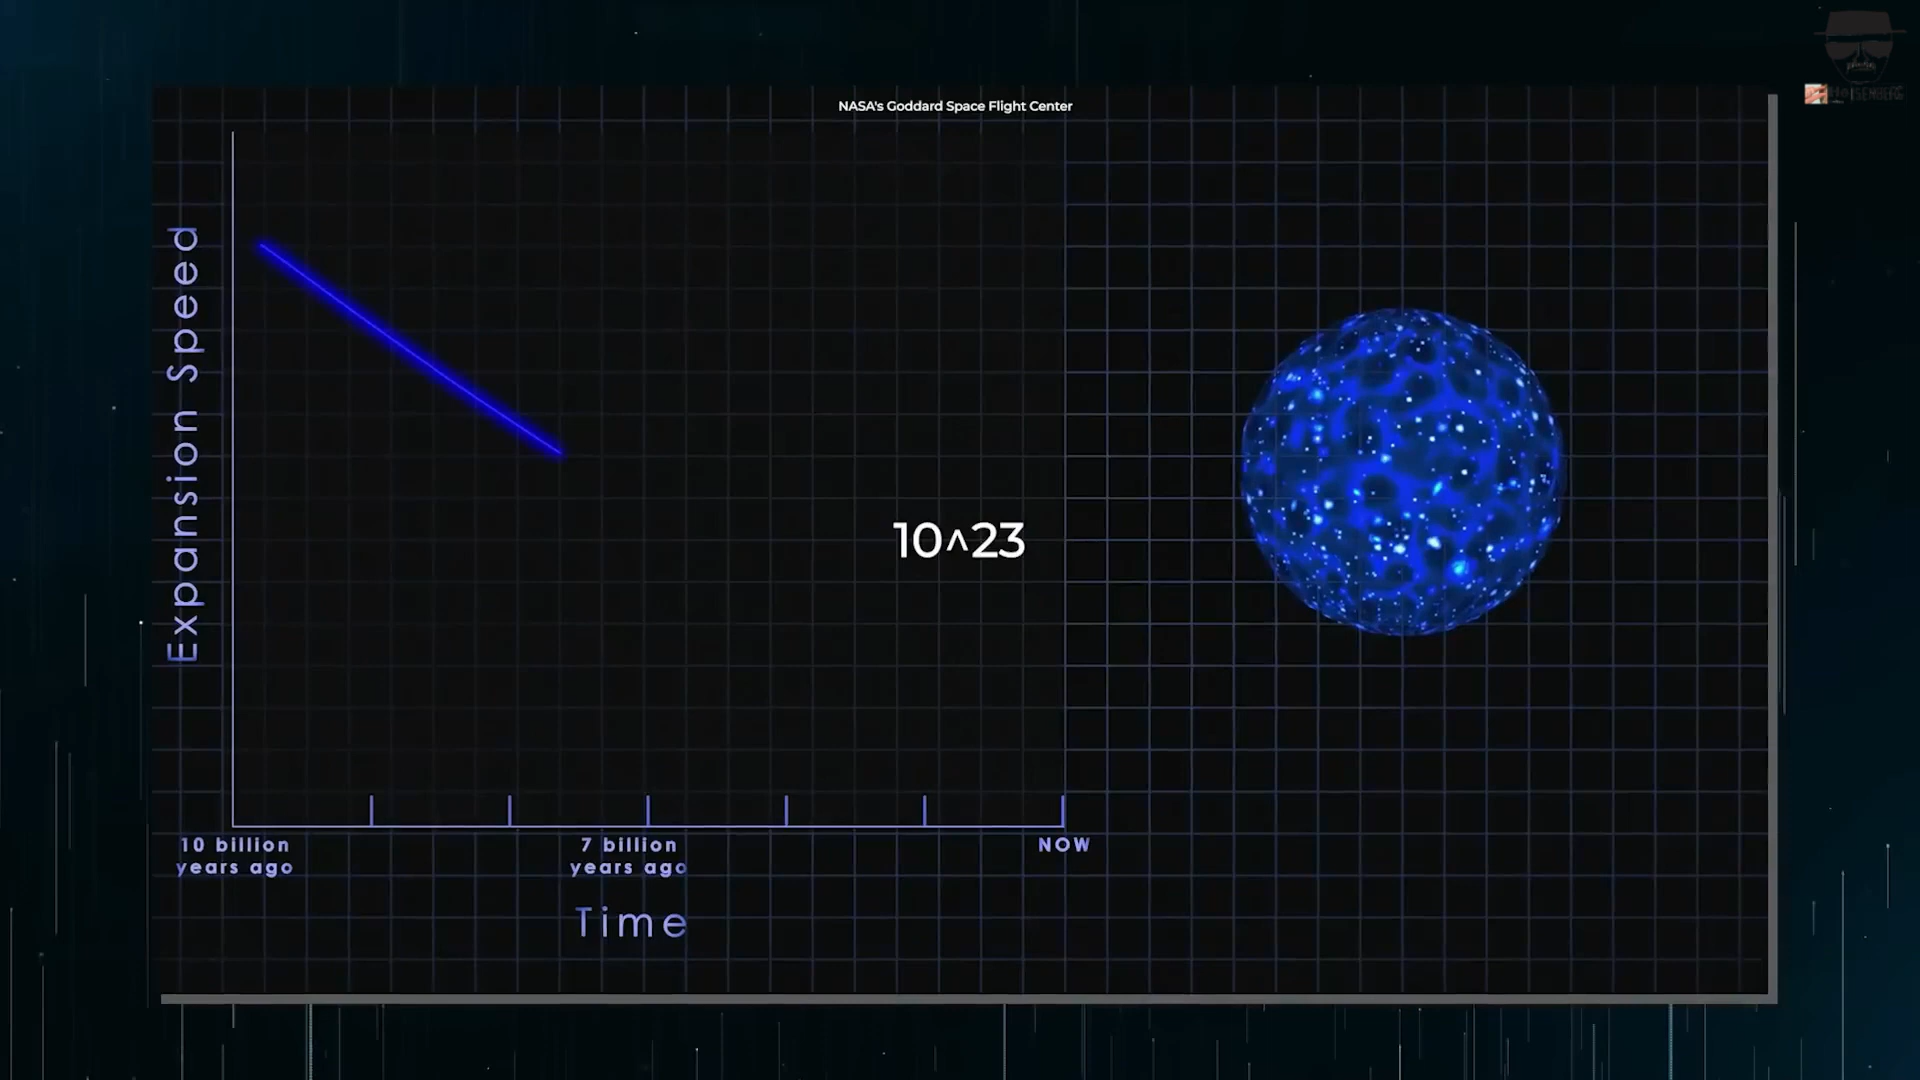 NASA's Goddard Space Flight Center
Expansion Speed
10^23
10 billion
years ago
7 billion
years ago
NOW
Time